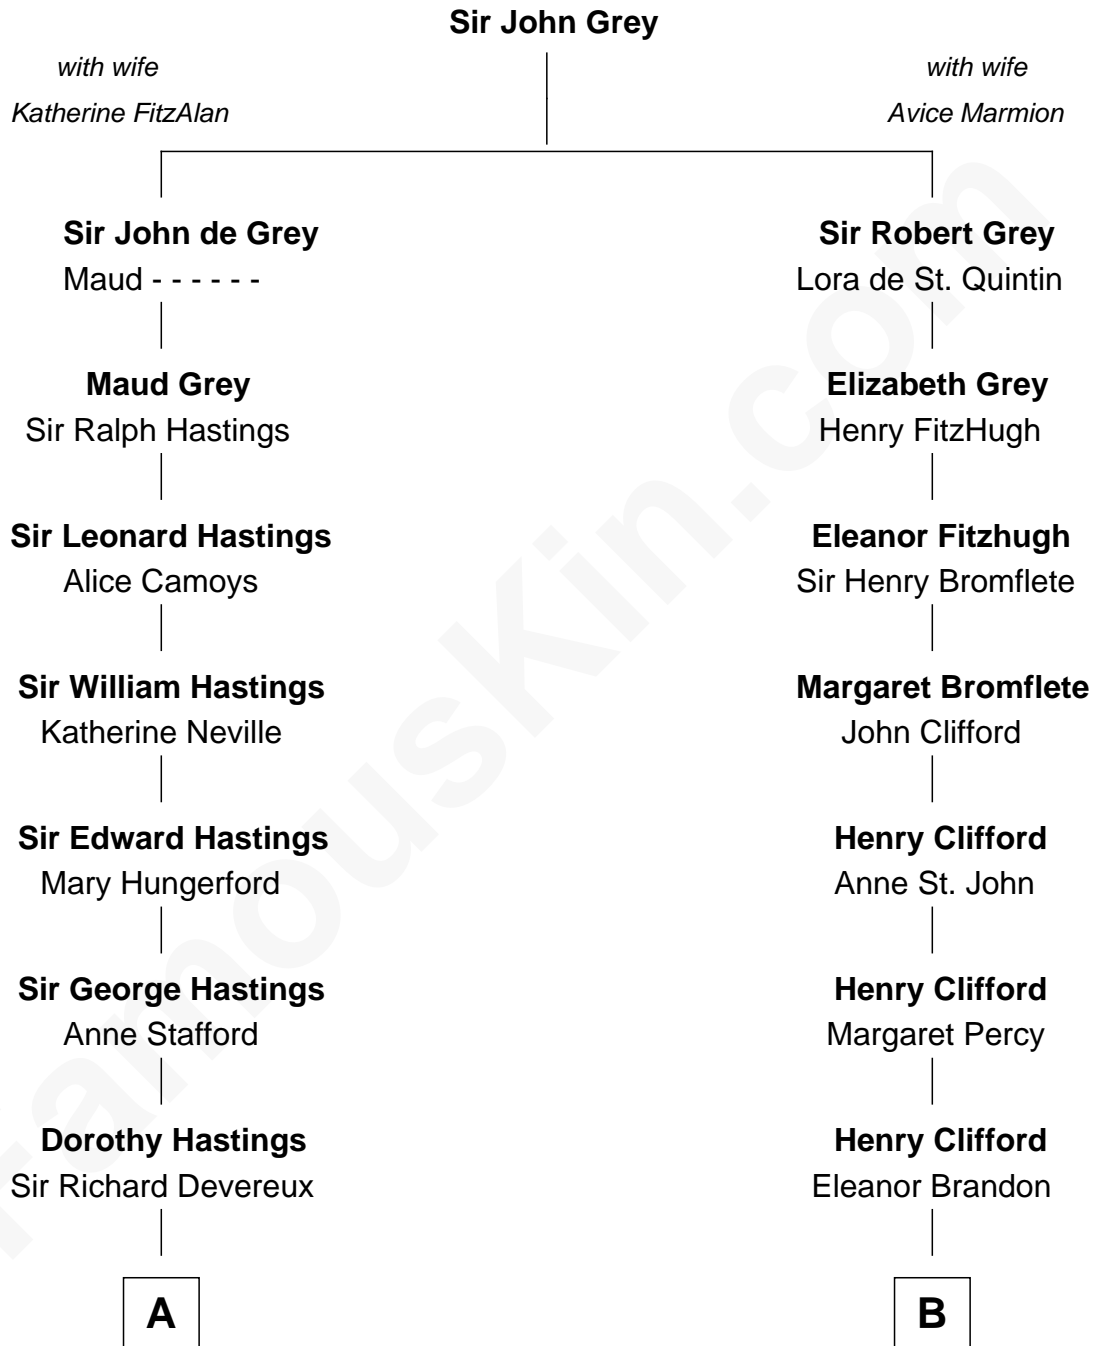 Sir John Grey
with wife
Katherine FitzAlan
with wife
Avice Marmion
Sir John de Grey
Maud - - - - - -
Sir Robert Grey
Lora de St. Quintin
Maud Grey
Sir Ralph Hastings
Elizabeth Grey
Henry FitzHugh
Sir Leonard Hastings
Alice Camoys
Eleanor Fitzhugh
Sir Henry Bromflete
Sir William Hastings
Katherine Neville
Margaret Bromflete
John Clifford
Sir Edward Hastings
Mary Hungerford
Henry Clifford
Anne St. John
Sir George Hastings
Anne Stafford
Henry Clifford
Margaret Percy
Dorothy Hastings
Sir Richard Devereux
Henry Clifford
Eleanor Brandon
A
B
FamousKin.com